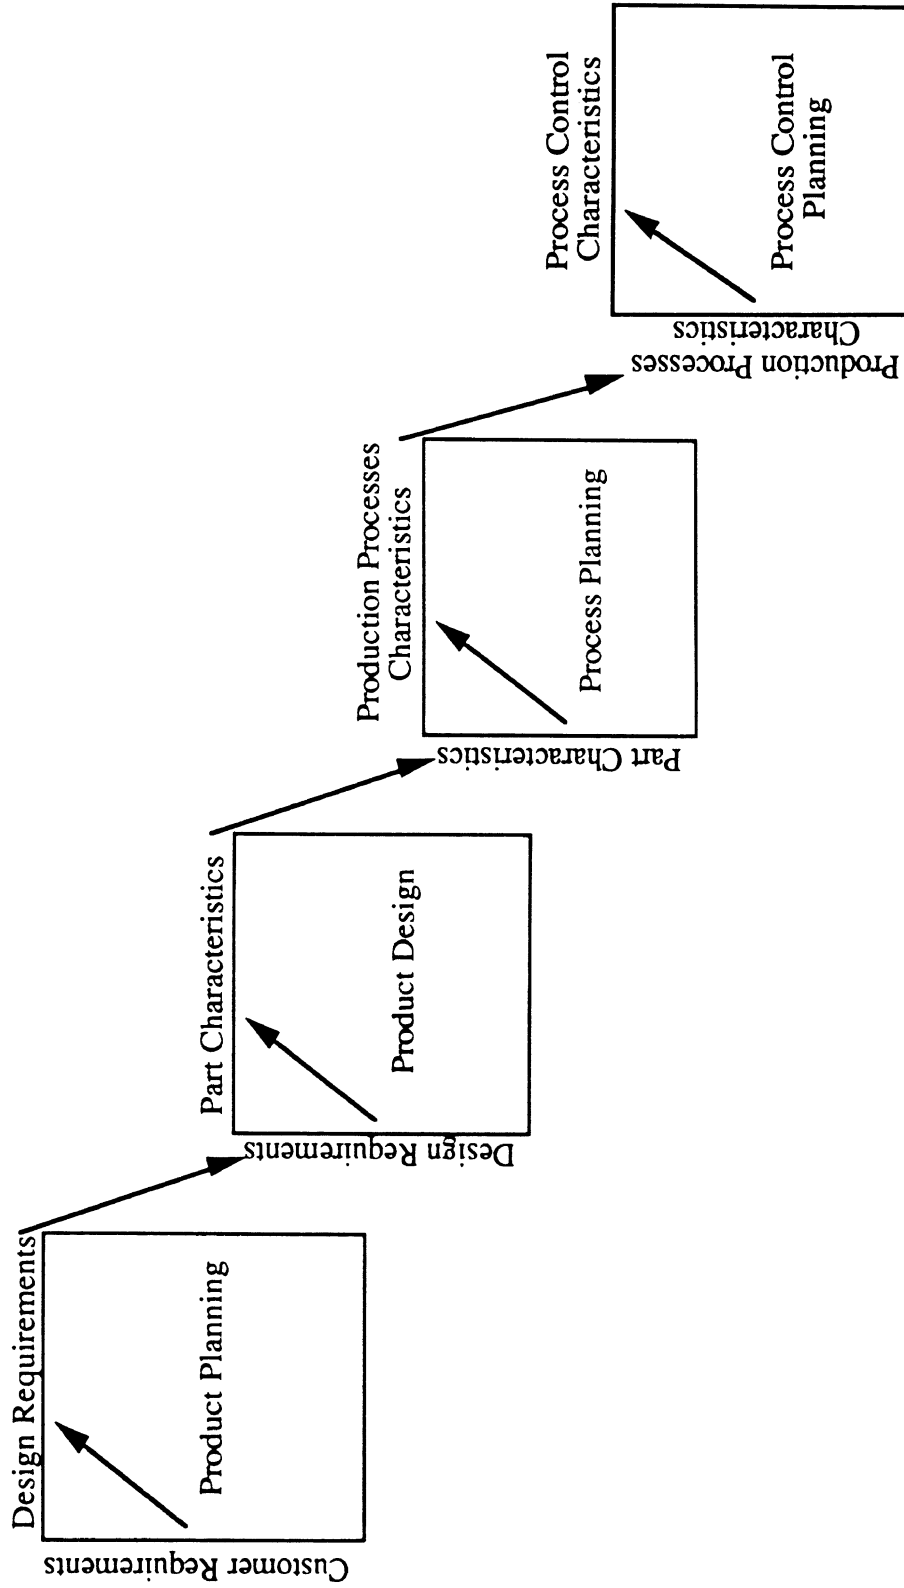 Customer Requirements
Design Requirements
Product Planning
Design Requirements
Part Characteristics
Product Design
Part Characteristics
Production Processes
Characteristics
Process Planning
Production Processes
Characteristics
Process Control
Characteristics
Process Control
Planning